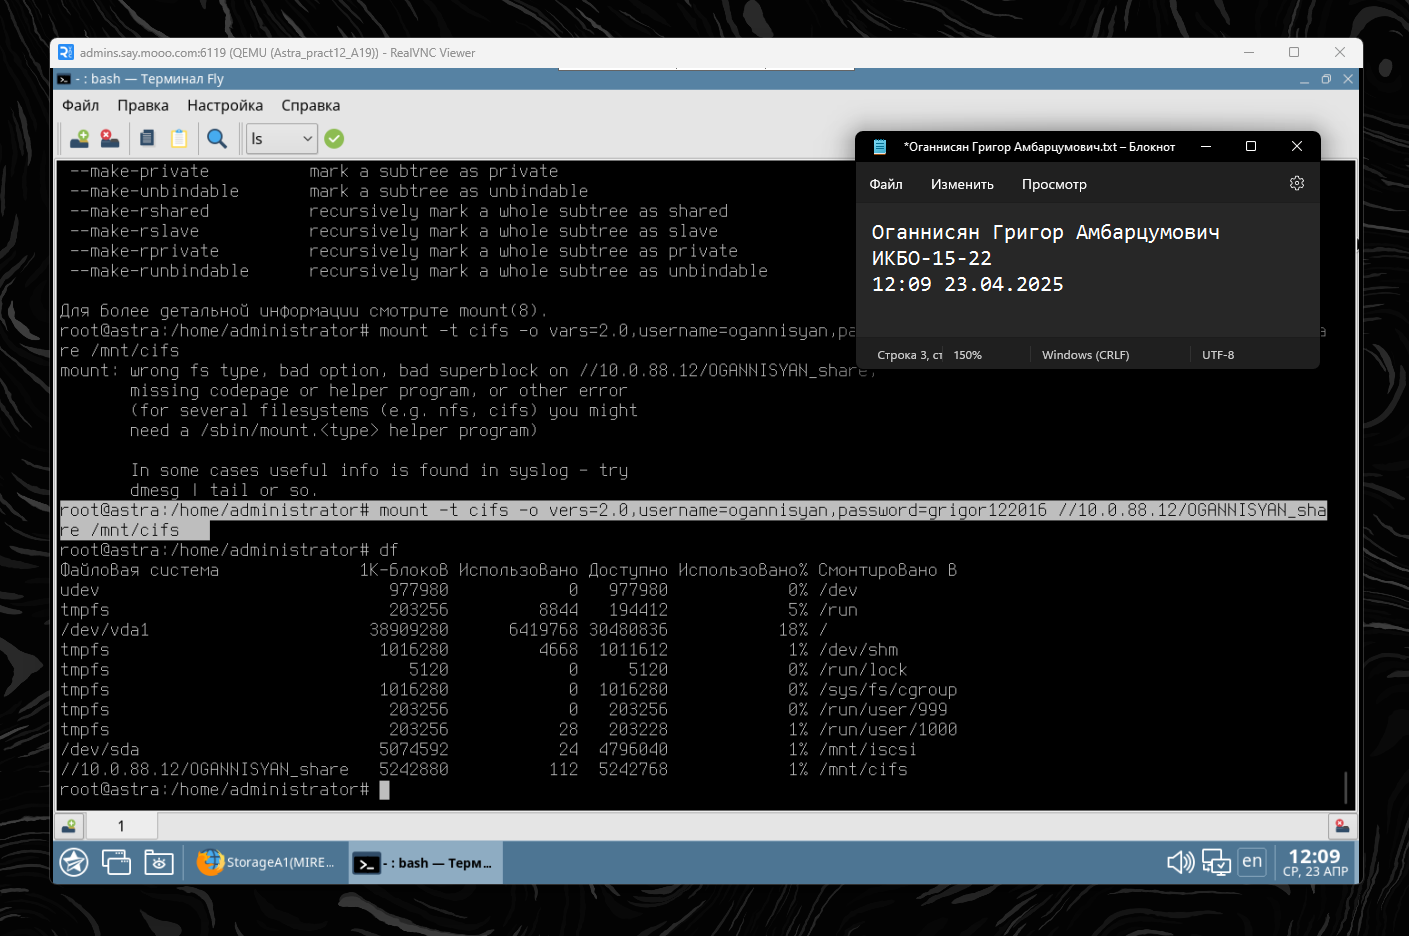 admins.say.mooo.com:6119 (QEMU (Astra_pract12_A19)) - RealVNC Viewer
- : bash — Терминал Fly
Файл Правка Настройка Справка
ls
--make-private mark a subtree as private
--make-unbindable mark a subtree as unbindable
--make-rshared recursively mark a whole subtree as shared
--make-rslave recursively mark a whole subtree as slave
--make-rprivate recursively mark a whole subtree as private
--make-runbindable recursively mark a whole subtree as unbindable
Для более детальной информации смотрите mount(8).
root@astra:/home/administrator# mount -t cifs -o vars=2.0,username=ogannisyan,pa
re /mnt/cifs
mount: wrong fs type, bad option, bad superblock on //10.0.88.12/OGANNISYAN_share,
missing codepage or helper program, or other error
(for several filesystems (e.g. nfs, cifs) you might
need a /sbin/mount.<type> helper program)
In some cases useful info is found in syslog - try
dmesg | tail or so.
root@astra:/home/administrator# mount -t cifs -o vers=2.0,username=ogannisyan,password=grigor122016 //10.0.88.12/OGANNISYAN_sha
re /mnt/cifs
root@astra:/home/administrator# df
Файловая система 1K-блоков Использовано Доступно Использовано% Смонтировано в
udev 977980 0 977980 0% /dev
tmpfs 203256 8844 194412 5% /run
/dev/vda1 38909280 6419768 30480836 18% /
tmpfs 1016280 4668 1011612 1% /dev/shm
tmpfs 5120 0 5120 0% /run/lock
tmpfs 1016280 0 1016280 0% /sys/fs/cgroup
tmpfs 203256 0 203256 0% /run/user/999
tmpfs 203256 28 203228 1% /run/user/1000
/dev/sda 5074592 24 4796040 1% /mnt/iscsi
//10.0.88.12/OGANNISYAN_share 5242880 112 5242768 1% /mnt/cifs
root@astra:/home/administrator#
1
StorageA1(MIRE...
- : bash — Терм...
en
12:09
СР, 23 АПР
*Оганнисян Григор Амбарцумович.txt – Блокнот
Файл Изменить Просмотр
Оганнисян Григор Амбарцумович
ИКБО-15-22
12:09 23.04.2025
Строка 3, ст 150% Windows (CRLF) UTF-8